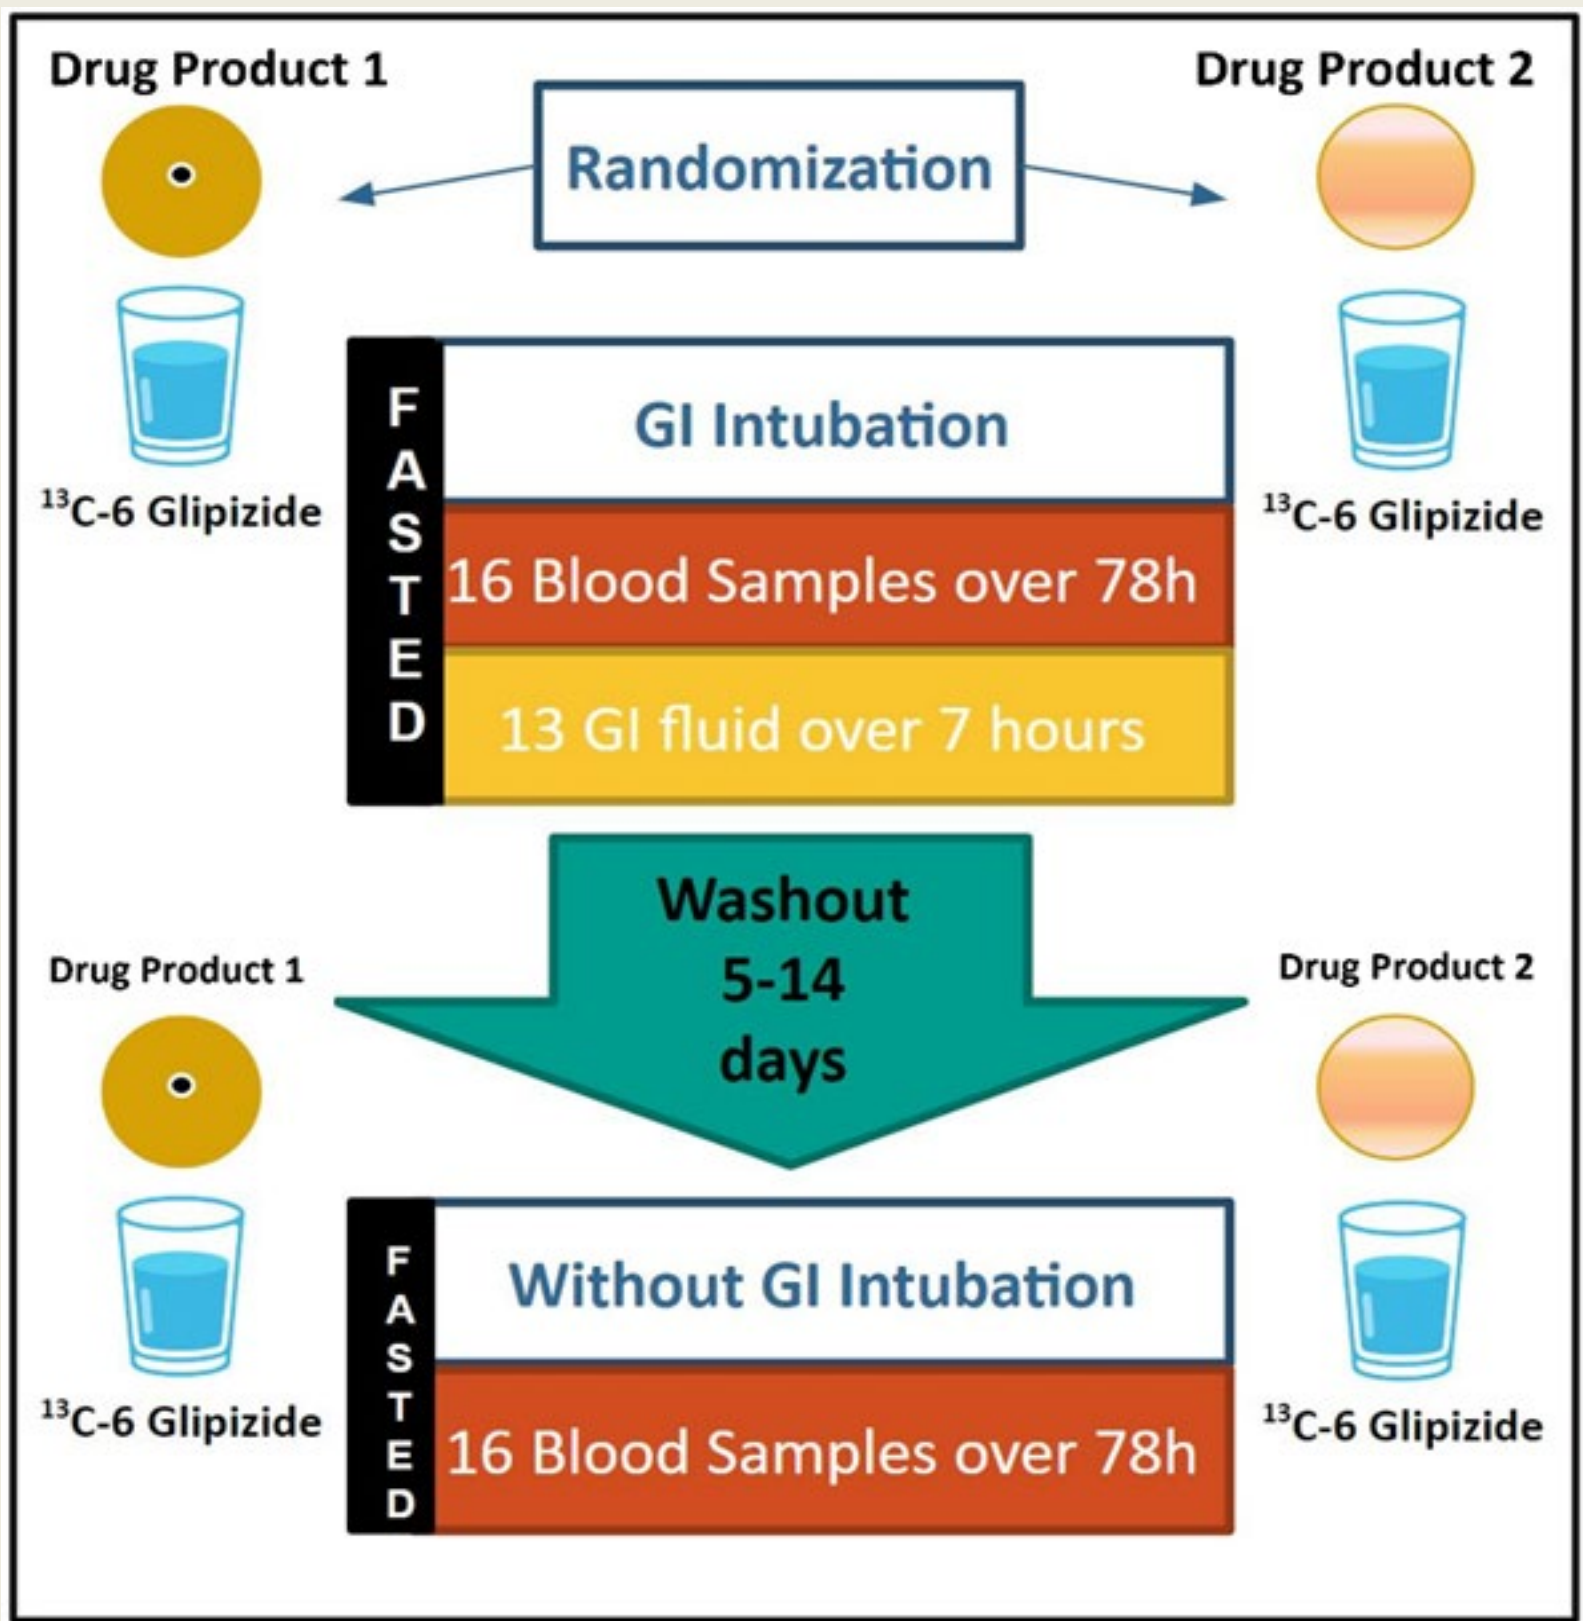 Drug Product 1
Randomization
Drug Product 2
¹³C-6 Glipizide
FASTED
GI Intubation
16 Blood Samples over 78h
13 GI fluid over 7 hours
¹³C-6 Glipizide
Washout
5-14
days
Drug Product 1
Drug Product 2
¹³C-6 Glipizide
FASTED
Without GI Intubation
16 Blood Samples over 78h
¹³C-6 Glipizide